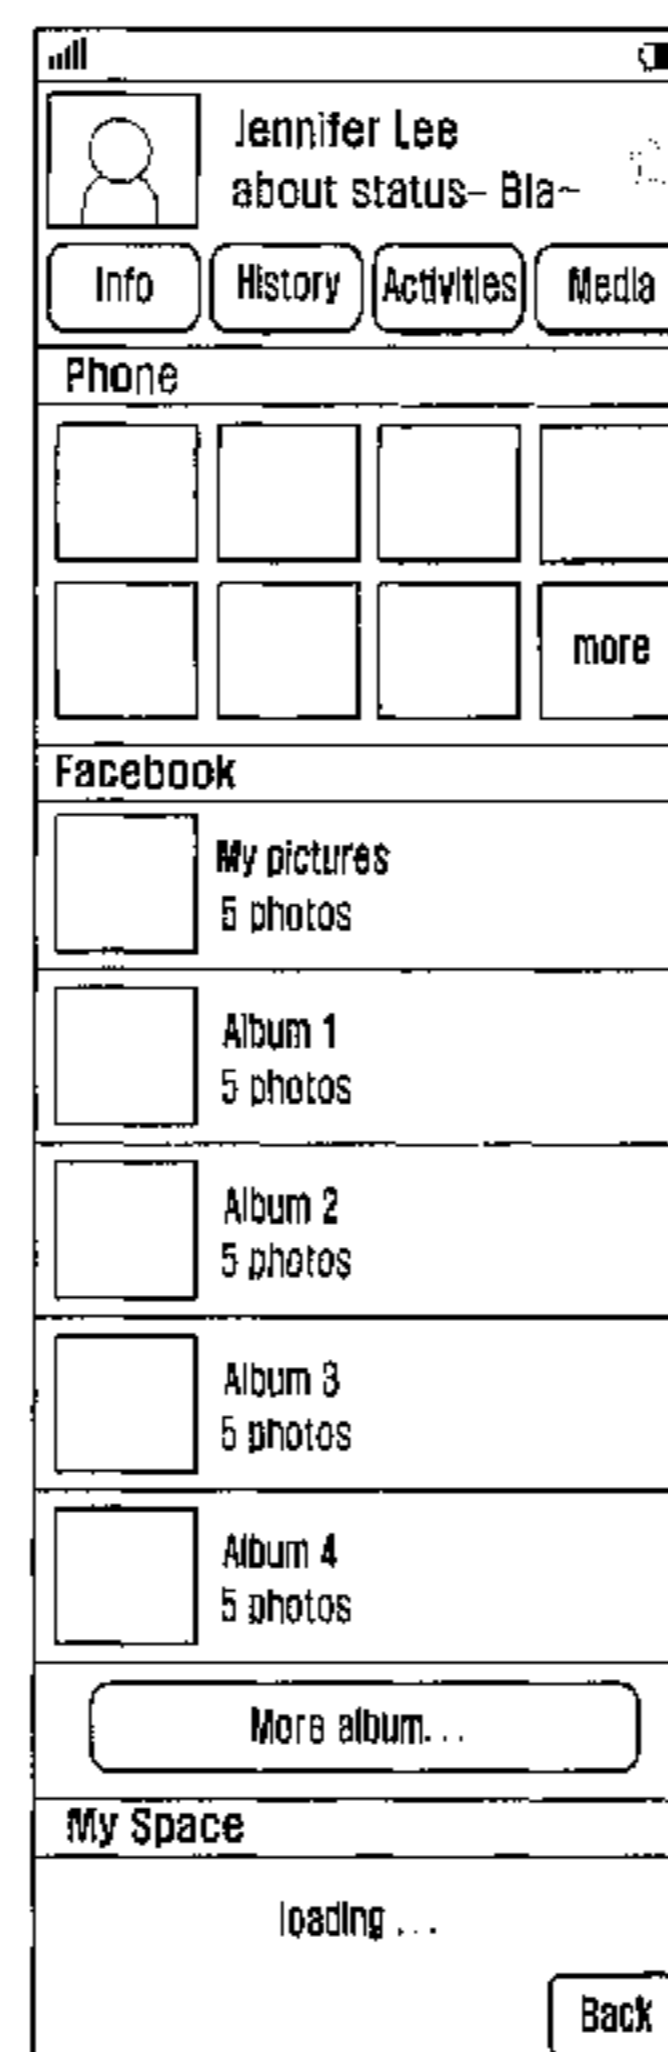 Jennifer Lee
about status- Bla~
Info History Activities Media
Phone
more
Facebook
My pictures
5 photos
Album 1
5 photos
Album 2
5 photos
Album 3
5 photos
Album 4
5 photos
More album...
My Space
loading ...
Back